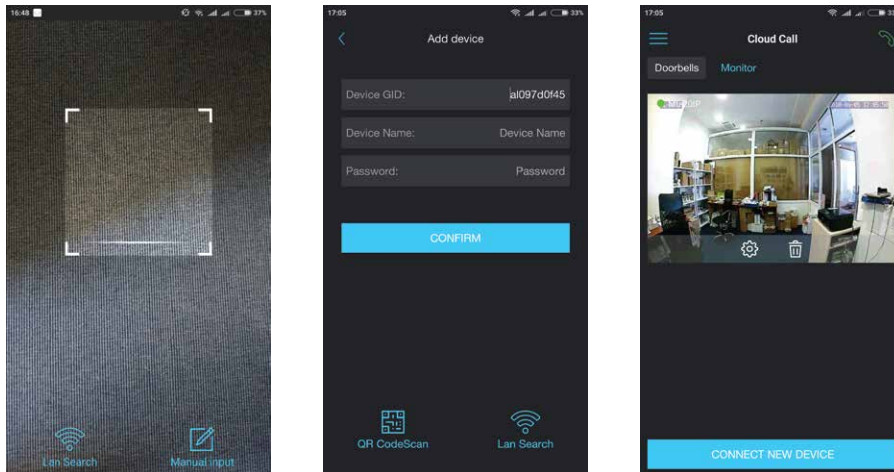 16:48
37%
Lan Search
Manual input
17:05
33%
Add device
Device GID:
al097d0f45
Device Name:
Device Name
Password:
Password
CONFIRM
QR CodeScan
Lan Search
17:05
Cloud Call
Doorbells
Monitor
CONNECT NEW DEVICE